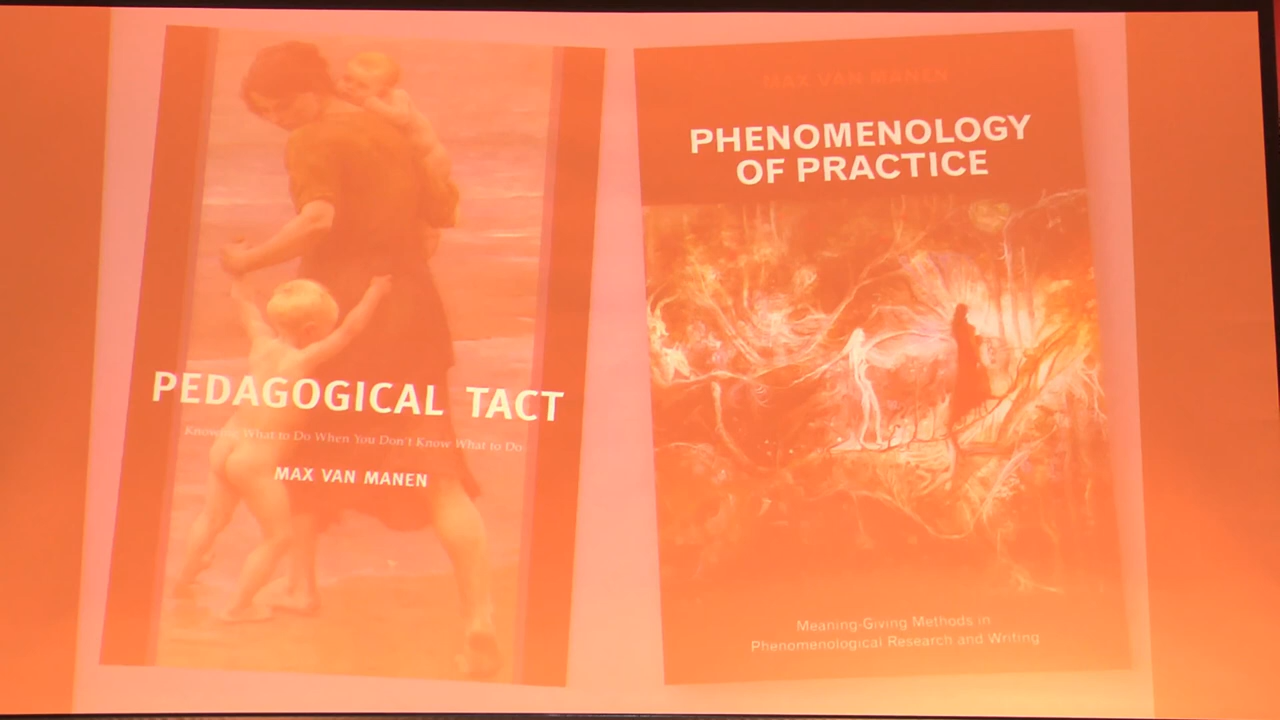 PEDAGOGICAL TACT
Knowing What to Do When You Don't Know What to Do
MAX VAN MANEN
MAX VAN MANEN
PHENOMENOLOGY
OF PRACTICE
Meaning-Giving Methods in
Phenomenological Research and Writing